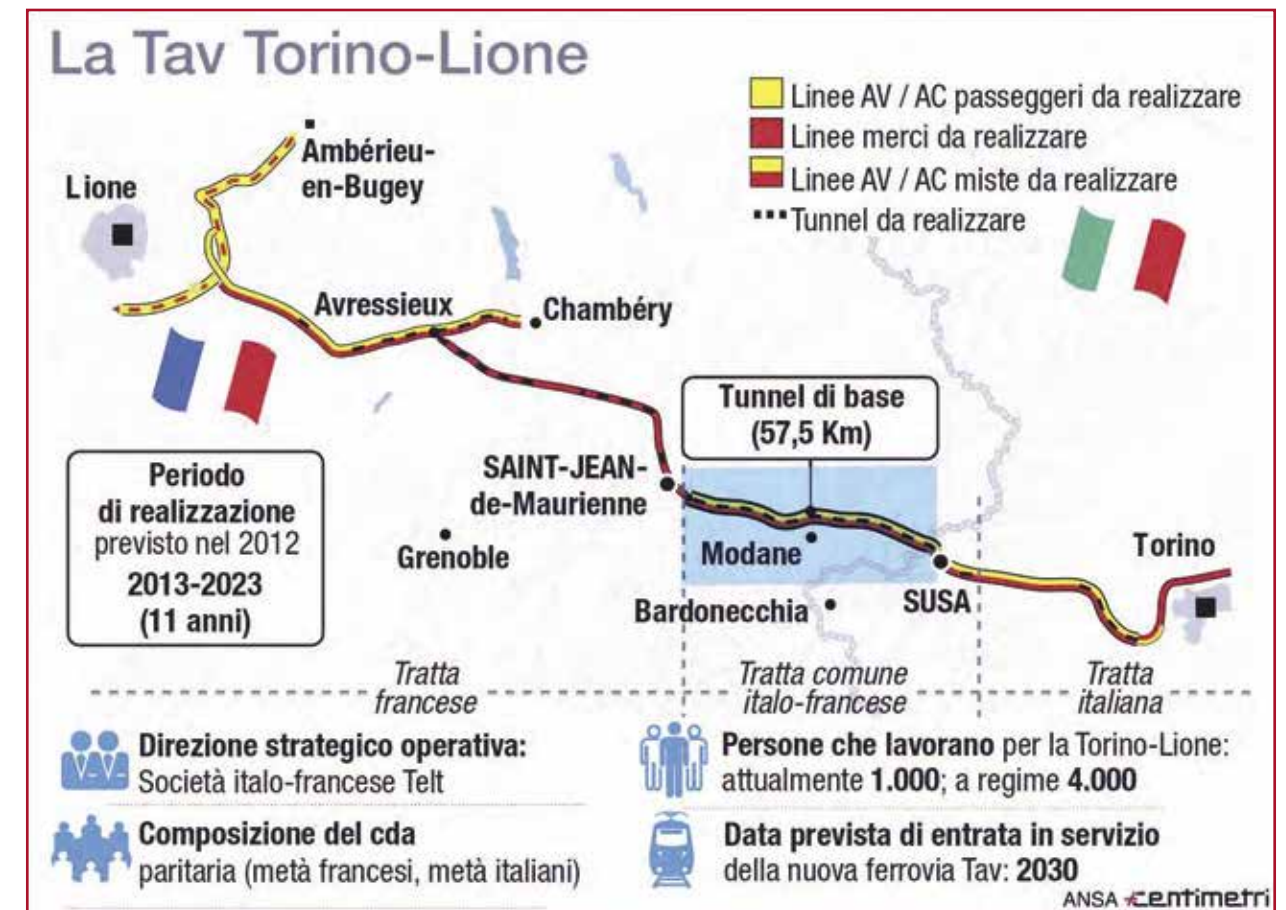 La Tav Torino-Lione
Linee AV / AC passeggeri da realizzare
Linee merci da realizzare
Linee AV / AC miste da realizzare
Tunnel da realizzare
Ambérieu-
en-Bugey
Lione
Avressieux
Chambéry
Tunnel di base
(57,5 Km)
Periodo
di realizzazione
previsto nel 2012
2013-2023
(11 anni)
SAINT-JEAN-
de-Maurienne
Grenoble
Modane
Bardonecchia
SUSA
Torino
Tratta
francese
Tratta comune
italo-francese
Tratta
italiana
Direzione strategico operativa:
Società italo-francese Telt
Composizione del cda
paritaria (metà francesi, metà italiani)
Persone che lavorano per la Torino-Lione:
attualmente 1.000; a regime 4.000
Data prevista di entrata in servizio
della nuova ferrovia Tav: 2030
ANSA centimetri